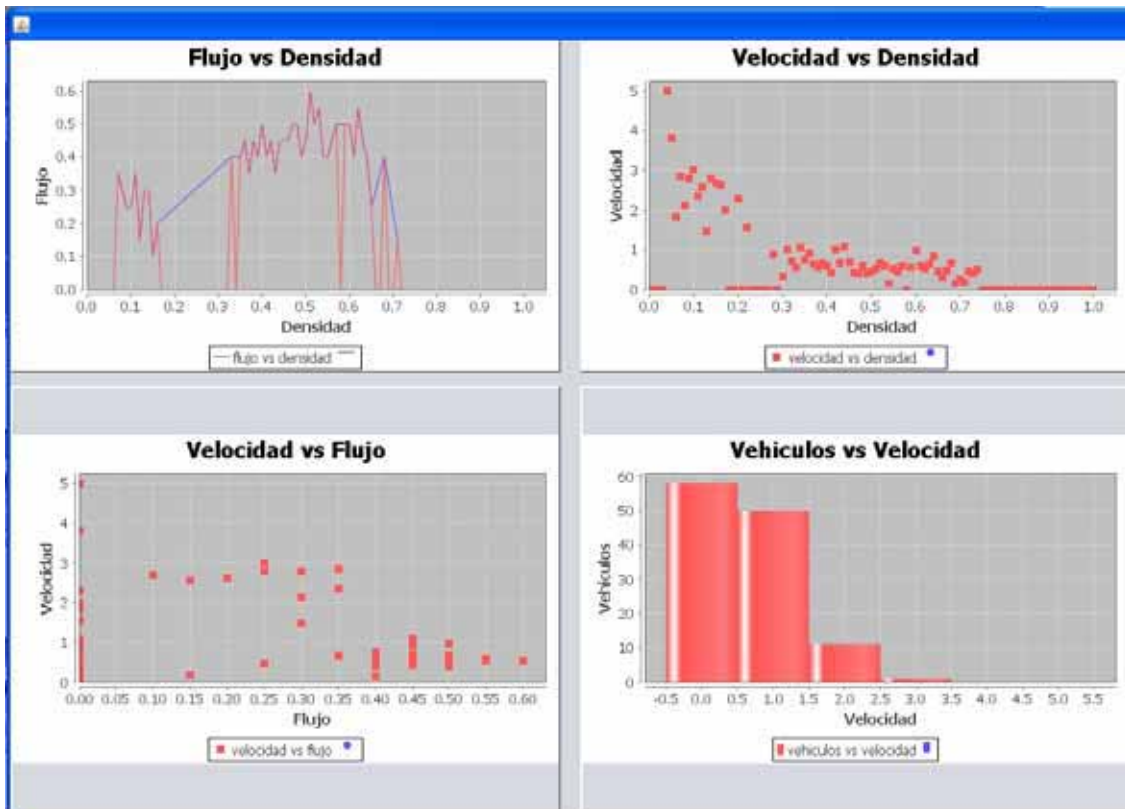 Flujo vs Densidad
Flujo
0.6
0.5
0.4
0.3
0.2
0.1
0.0
0.0 0.1 0.2 0.3 0.4 0.5 0.6 0.7 0.8 0.9 1.0
Densidad
flujo vs densidad
Velocidad vs Densidad
Velocidad
5
4
3
2
1
0
0.0 0.1 0.2 0.3 0.4 0.5 0.6 0.7 0.8 0.9 1.0
Densidad
velocidad vs densidad
Velocidad vs Flujo
Velocidad
5
4
3
2
1
0
0.00 0.05 0.10 0.15 0.20 0.25 0.30 0.35 0.40 0.45 0.50 0.55 0.60
Flujo
velocidad vs flujo
Vehiculos vs Velocidad
Vehiculos
60
50
40
30
20
10
0
-0.5 0.0 0.5 1.0 1.5 2.0 2.5 3.0 3.5 4.0 4.5 5.0 5.5
Velocidad
vehiculos vs velocidad